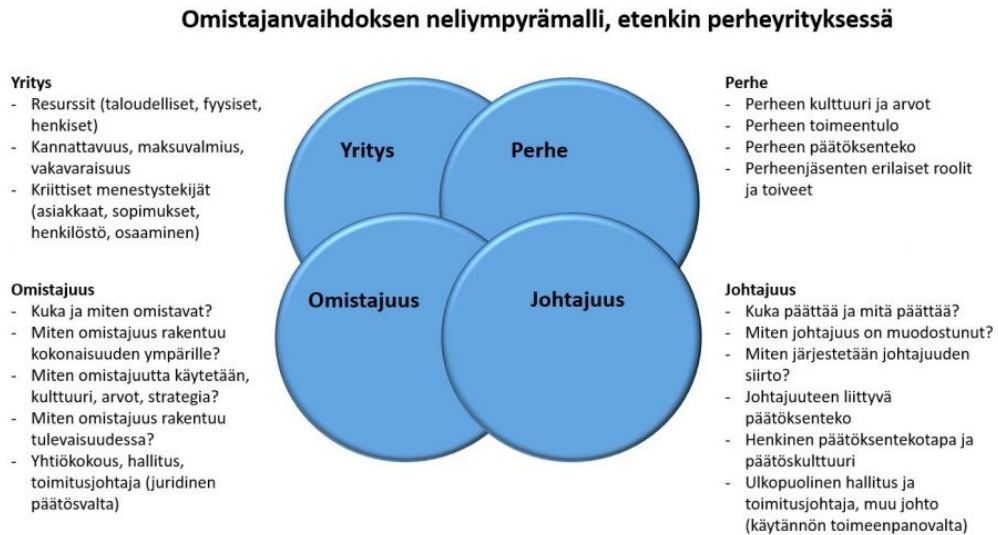 Omistajanvaihdoksen neliympyrämalli, etenkin perheyrityksessä
Yritys
- Resurssit (taloudelliset, fyysiset,
henkiset)
- Kannattavuus, maksuvalmius,
vakavaraisuus
- Kriittiset menestystekijät
(asiakkaat, sopimukset,
henkilöstö, osaaminen)
Yritys
Perhe
Perhe
- Perheen kulttuuri ja arvot
- Perheen toimeentulo
- Perheen päätöksenteko
- Perheenjäsenten erilaiset roolit
ja toiveet
Omistajuus
- Kuka ja miten omistavat?
- Miten omistajuus rakentuu
kokonaisuuden ympärille?
- Miten omistajuutta käytetään,
kulttuuri, arvot, strategia?
- Miten omistajuus rakentuu
tulevaisuudessa?
- Yhtiökokous, hallitus,
toimitusjohtaja (juridinen
päätösvalta)
Omistajuus
Johtajuus
Johtajuus
- Kuka päättää ja mitä päättää?
- Miten johtajuus on muodostunut?
- Miten järjestetään johtajuuden
siirto?
- Johtajuuteen liittyvä
päätöksenteko
- Henkinen päätöksentekotapa ja
päätöskulttuuri
- Ulkopuolinen hallitus ja
toimitusjohtaja, muu johto
(käytännön toimeenpanovalta)